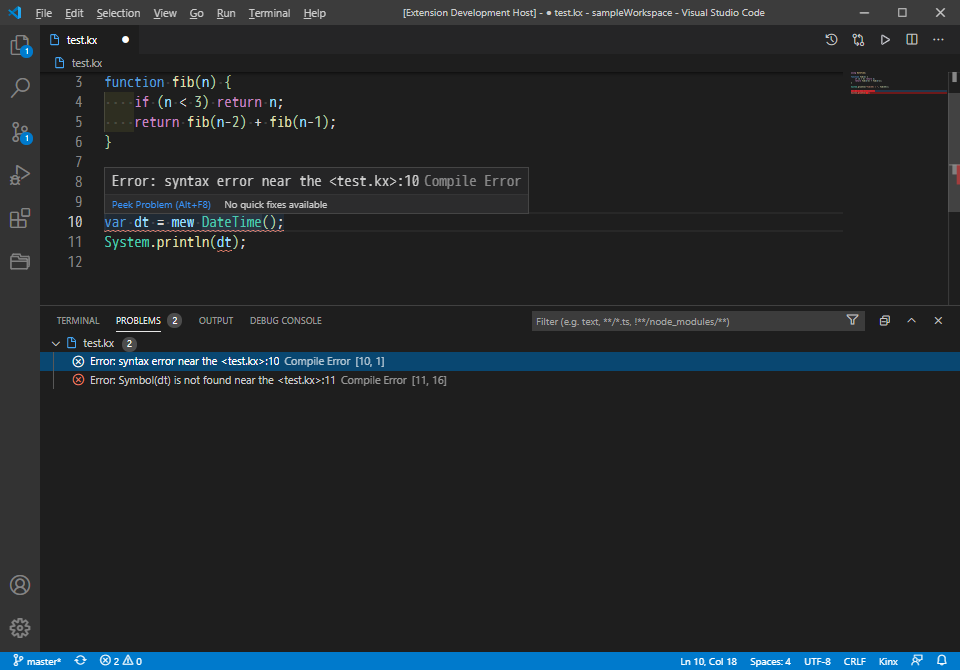 File Edit Selection View Go Run Terminal Help [Extension Development Host] - ● test.kx - sampleWorkspace - Visual Studio Code
1
test.kx ●
test.kx
3 function fib(n) {
4 ····if (n < 3) return n;
5 ····return fib(n-2) + fib(n-1);
6 }
7
8 Error: syntax error near the <test.kx>:10 Compile Error
9 Peek Problem (Alt+F8) No quick fixes available
10 var dt = mew DateTime();
11 System.println(dt);
12
1
TERMINAL PROBLEMS 2 OUTPUT DEBUG CONSOLE Filter (e.g. text, **/*.ts, !**/node_modules/**)
test.kx 2
Error: syntax error near the <test.kx>:10 Compile Error [10, 1]
Error: Symbol(dt) is not found near the <test.kx>:11 Compile Error [11, 16]
master* 2 0 Ln 10, Col 18 Spaces: 4 UTF-8 CRLF Kinx